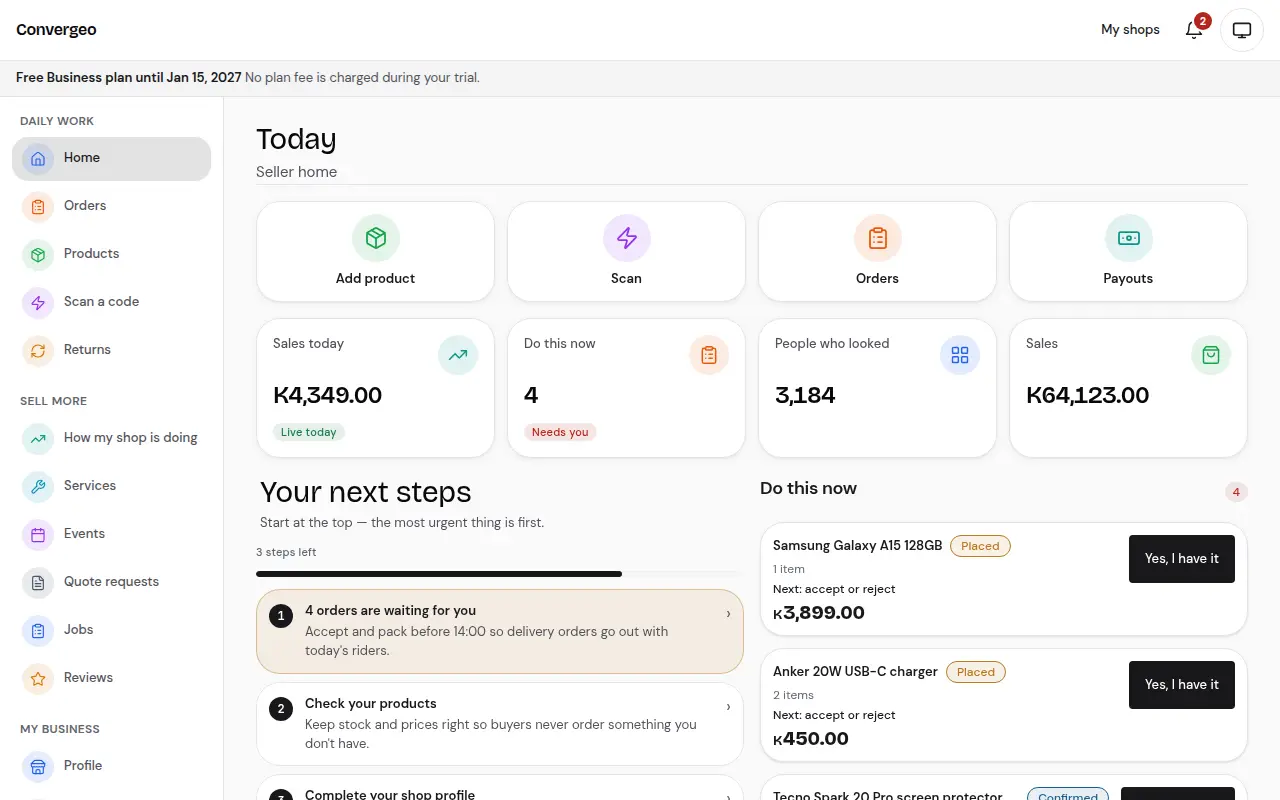 Convergeo
My shops
2
Free Business plan until Jan 15, 2027 No plan fee is charged during your trial.
DAILY WORK
Home
Orders
Products
Scan a code
Returns
SELL MORE
How my shop is doing
Services
Events
Quote requests
Jobs
Reviews
MY BUSINESS
Profile
Today
Seller home
Add product
Scan
Orders
Payouts
Sales today
K4,349.00
Live today
Do this now
4
Needs you
People who looked
3,184
Sales
K64,123.00
Your next steps
Start at the top — the most urgent thing is first.
3 steps left
1
4 orders are waiting for you
Accept and pack before 14:00 so delivery orders go out with
today's riders.
2
Check your products
Keep stock and prices right so buyers never order something you
don't have.
3
Complete your shop profile
Do this now
4
Samsung Galaxy A15 128GB Placed
1 item
Next: accept or reject
K3,899.00
Yes, I have it
Anker 20W USB-C charger Placed
2 items
Next: accept or reject
K450.00
Yes, I have it
Tecno Spark 20 Pro screen protector Confirmed